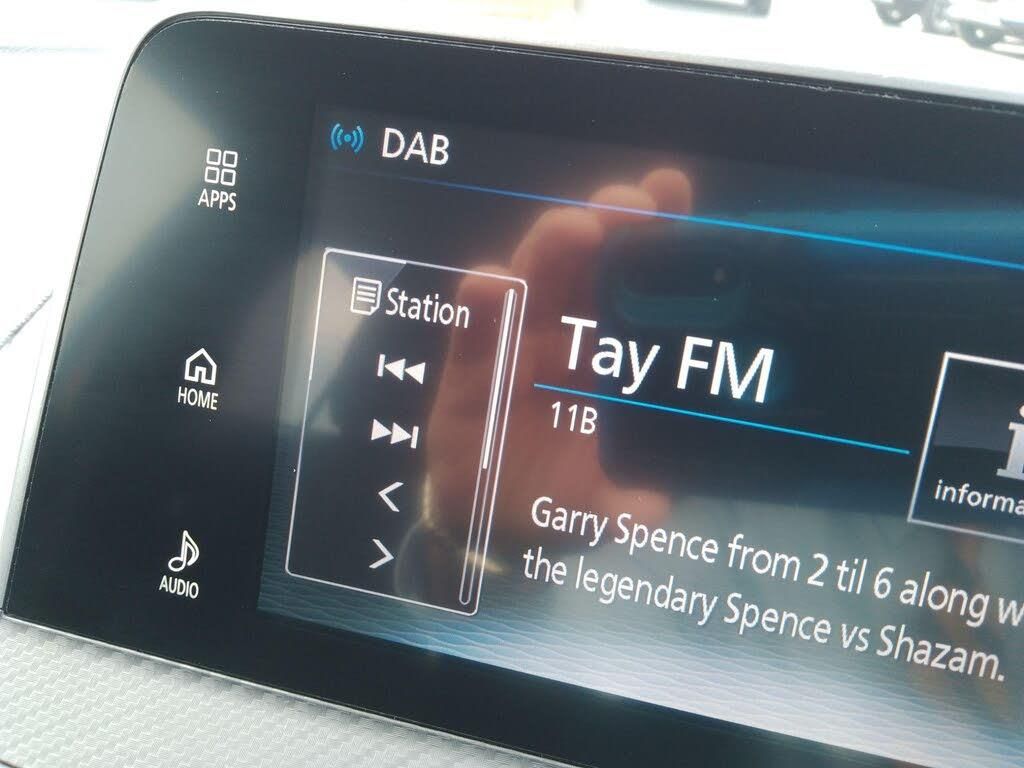 DAB
APPS
Station
Tay FM
11B
HOME
Garry Spence from 2 til 6 along
the legendary Spence vs Shazam.
AUDIO